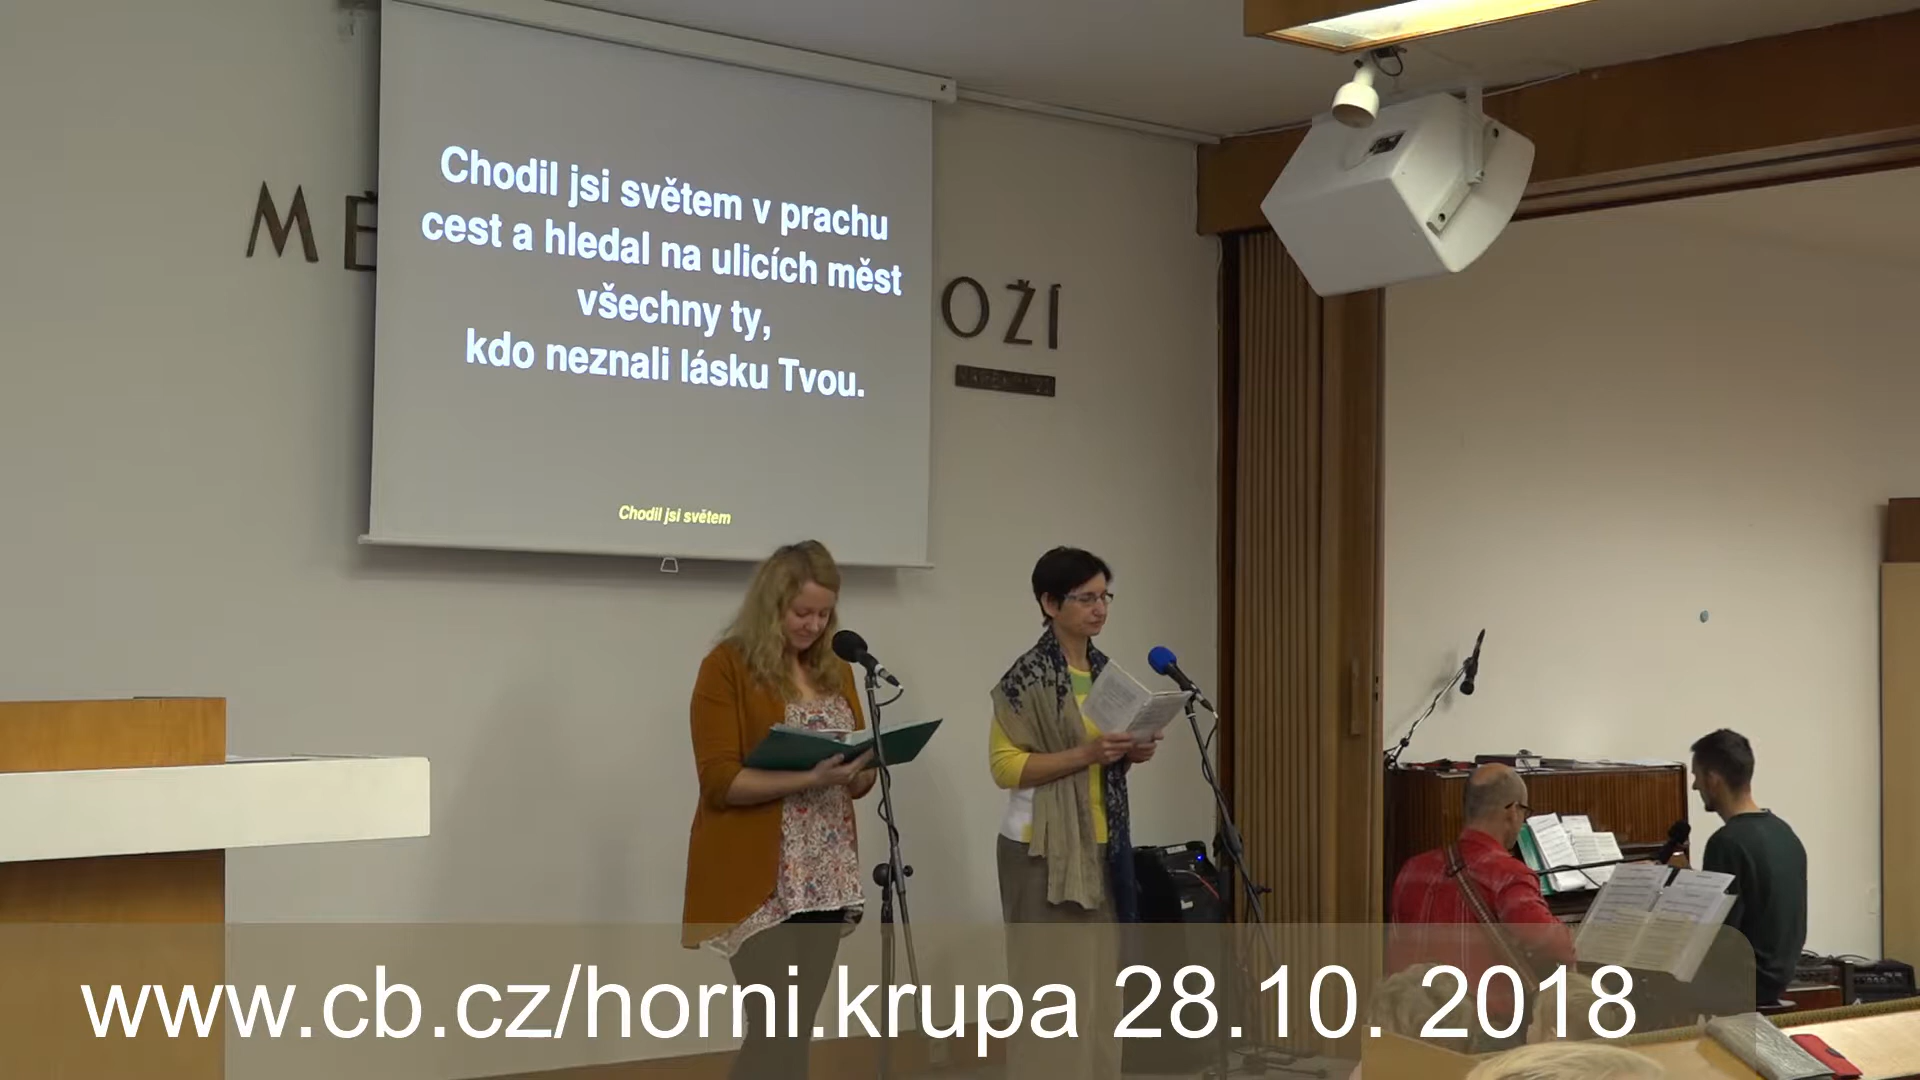 Chodil jsi světem v prachu
cest a hledal na ulicích měst
všechny ty,
kdo neznali lásku Tvou.
Chodil jsi světem
MĚ
OŽÍ
www.cb.cz/horni.krupa 28.10. 2018